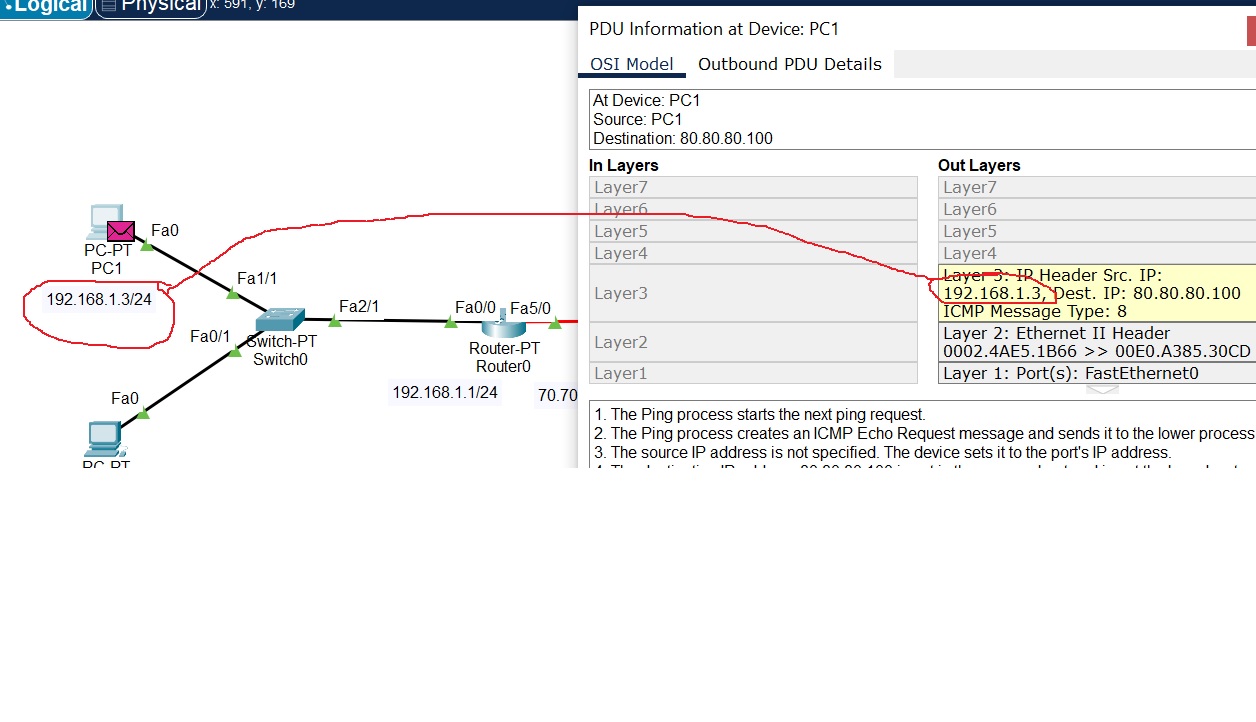 Logical
Physical
x: 591, y: 169
PDU Information at Device: PC1
OSI Model
Outbound PDU Details
At Device: PC1
Source: PC1
Destination: 80.80.80.100
In Layers
Out Layers
Layer7
Layer7
Layer6
Layer6
Layer5
Layer5
Layer4
Layer4
Layer3
Layer 3: IP Header Src. IP:
192.168.1.3, Dest. IP: 80.80.80.100
ICMP Message Type: 8
Layer2
Layer 2: Ethernet II Header
0002.4AE5.1B66 >> 00E0.A385.30CD
Layer1
Layer 1: Port(s): FastEthernet0
1. The Ping process starts the next ping request.
2. The Ping process creates an ICMP Echo Request message and sends it to the lower process
3. The source IP address is not specified. The device sets it to the port's IP address.
Fa0
PC-PT
PC1
192.168.1.3/24
Fa1/1
Fa2/1
Fa0/0
Fa5/0
Fa0/1
Switch-PT
Switch0
Router-PT
Router0
192.168.1.1/24
70.70
Fa0
PC-PT